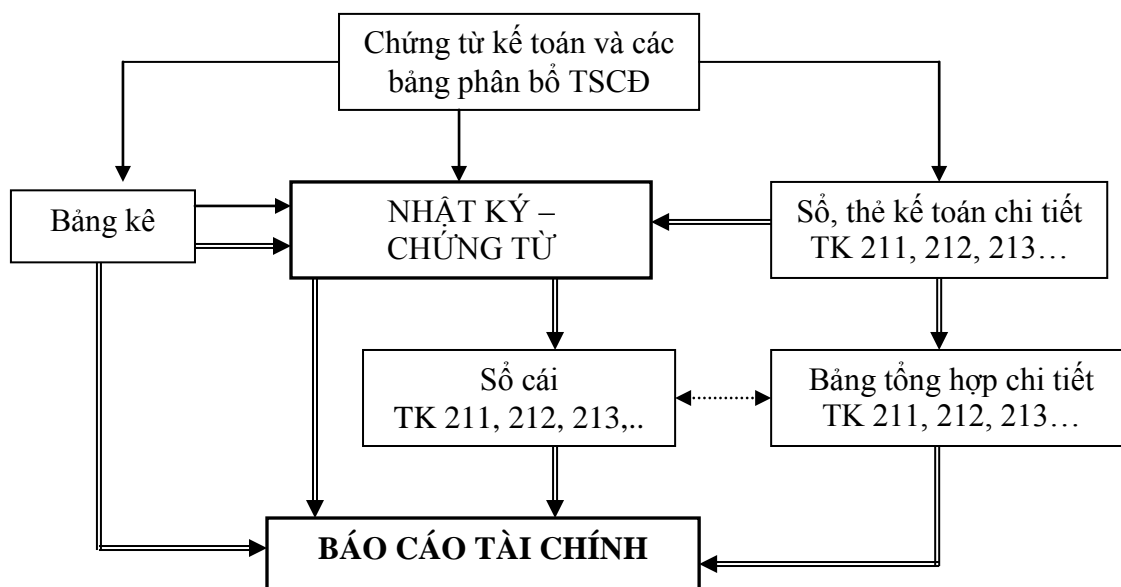 Chứng từ kế toán và các
bảng phân bổ TSCĐ
Bảng kê
NHẬT KÝ –
CHỨNG TỪ
Sổ, thẻ kế toán chi tiết
TK 211, 212, 213…
Sổ cái
TK 211, 212, 213,..
Bảng tổng hợp chi tiết
TK 211, 212, 213…
BÁO CÁO TÀI CHÍNH